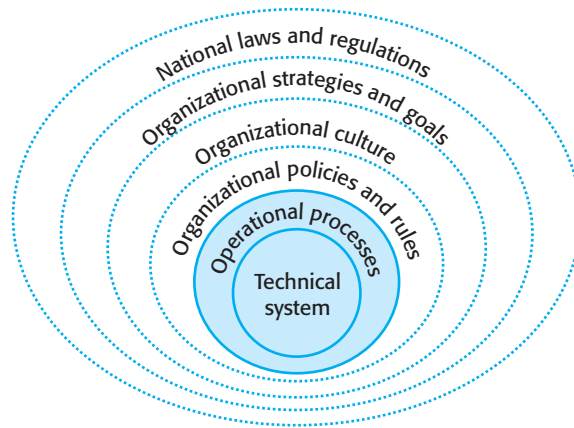 National laws and regulations
Organizational strategies and goals
Organizational culture
Organizational policies and rules
Operational processes
Technical
system